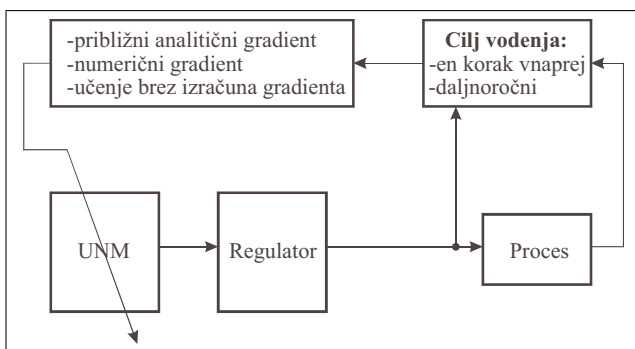 -približni analitični gradient
-numerični gradient
-učenje brez izračuna gradienta
Cilj vodenja:
-en korak vnaprej
-daljnoročni
UNM
Regulator
Proces